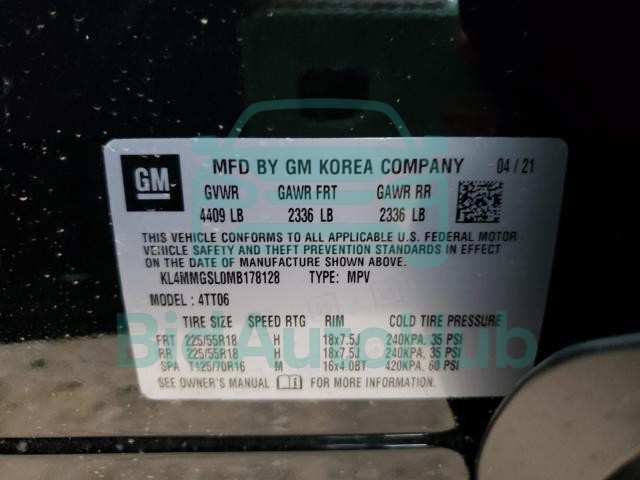 GM
MFD BY GM KOREA COMPANY 04 / 21
GVWR GAWR FRT GAWR RR
4409 LB 2336 LB 2336 LB
THIS VEHICLE CONFORMS TO ALL APPLICABLE U.S. FEDERAL MOTOR
VEHICLE SAFETY AND THEFT PREVENTION STANDARDS IN EFFECT
ON THE DATE OF MANUFACTURE SHOWN ABOVE.
KL4MMGSL0MB178128 TYPE: MPV
MODEL : 4TT06
TIRE SIZE SPEED RTG RIM COLD TIRE PRESSURE
FRT 225/55R18 H 18x7.5J 240KPA, 35 PSI
RR 225/55R18 H 18x7.5J 240KPA, 35 PSI
SPA T125/70R16 M 16x4.0BT 420KPA, 60 PSI
SEE OWNER'S MANUAL FOR MORE INFORMATION
BidAutoHub